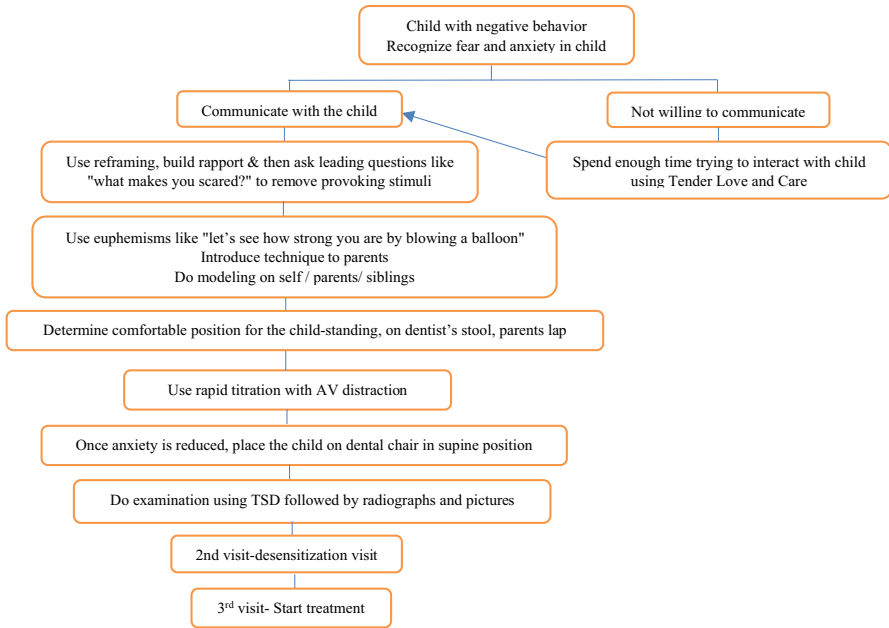 Child with negative behavior
Recognize fear and anxiety in child
Communicate with the child
Not willing to communicate
Use reframing, build rapport & then ask leading questions like
"what makes you scared?" to remove provoking stimuli
Spend enough time trying to interact with child
using Tender Love and Care
Use euphemisms like "let’s see how strong you are by blowing a balloon"
Introduce technique to parents
Do modeling on self / parents/ siblings
Determine comfortable position for the child-standing, on dentist’s stool, parents lap
Use rapid titration with AV distraction
Once anxiety is reduced, place the child on dental chair in supine position
Do examination using TSD followed by radiographs and pictures
2nd visit-desensitization visit
3rd visit- Start treatment